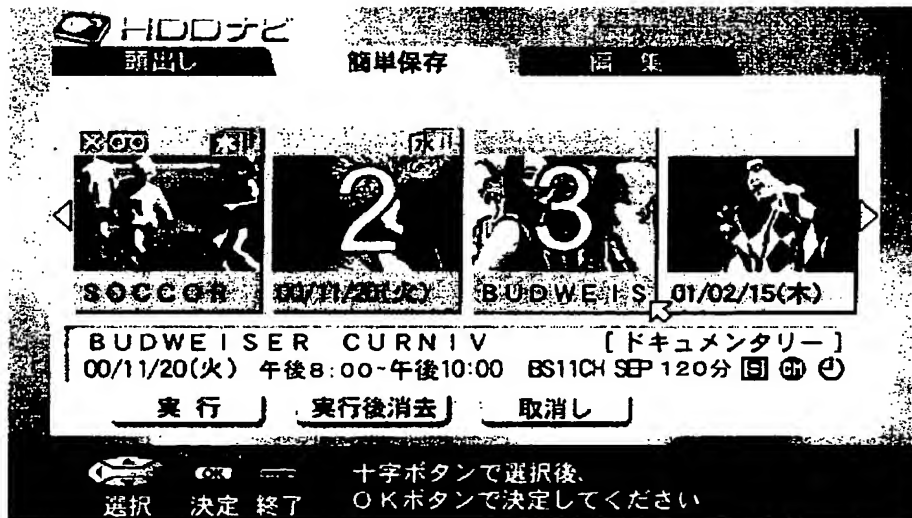 HDDナビ
頭出し 簡単保存 編集
2 3
SOCCOR 00/11/20(火) BUDWEIS 01/02/15(木)
BUDWEISER CURNIV [ドキュメンタリー]
00/11/20(火) 午後8:00~午後10:00 BS11CH SEP 120分 S CM
実行 実行後消去 取消し
OK 十字ボタンで選択後、
選択 決定 終了 OKボタンで決定してください